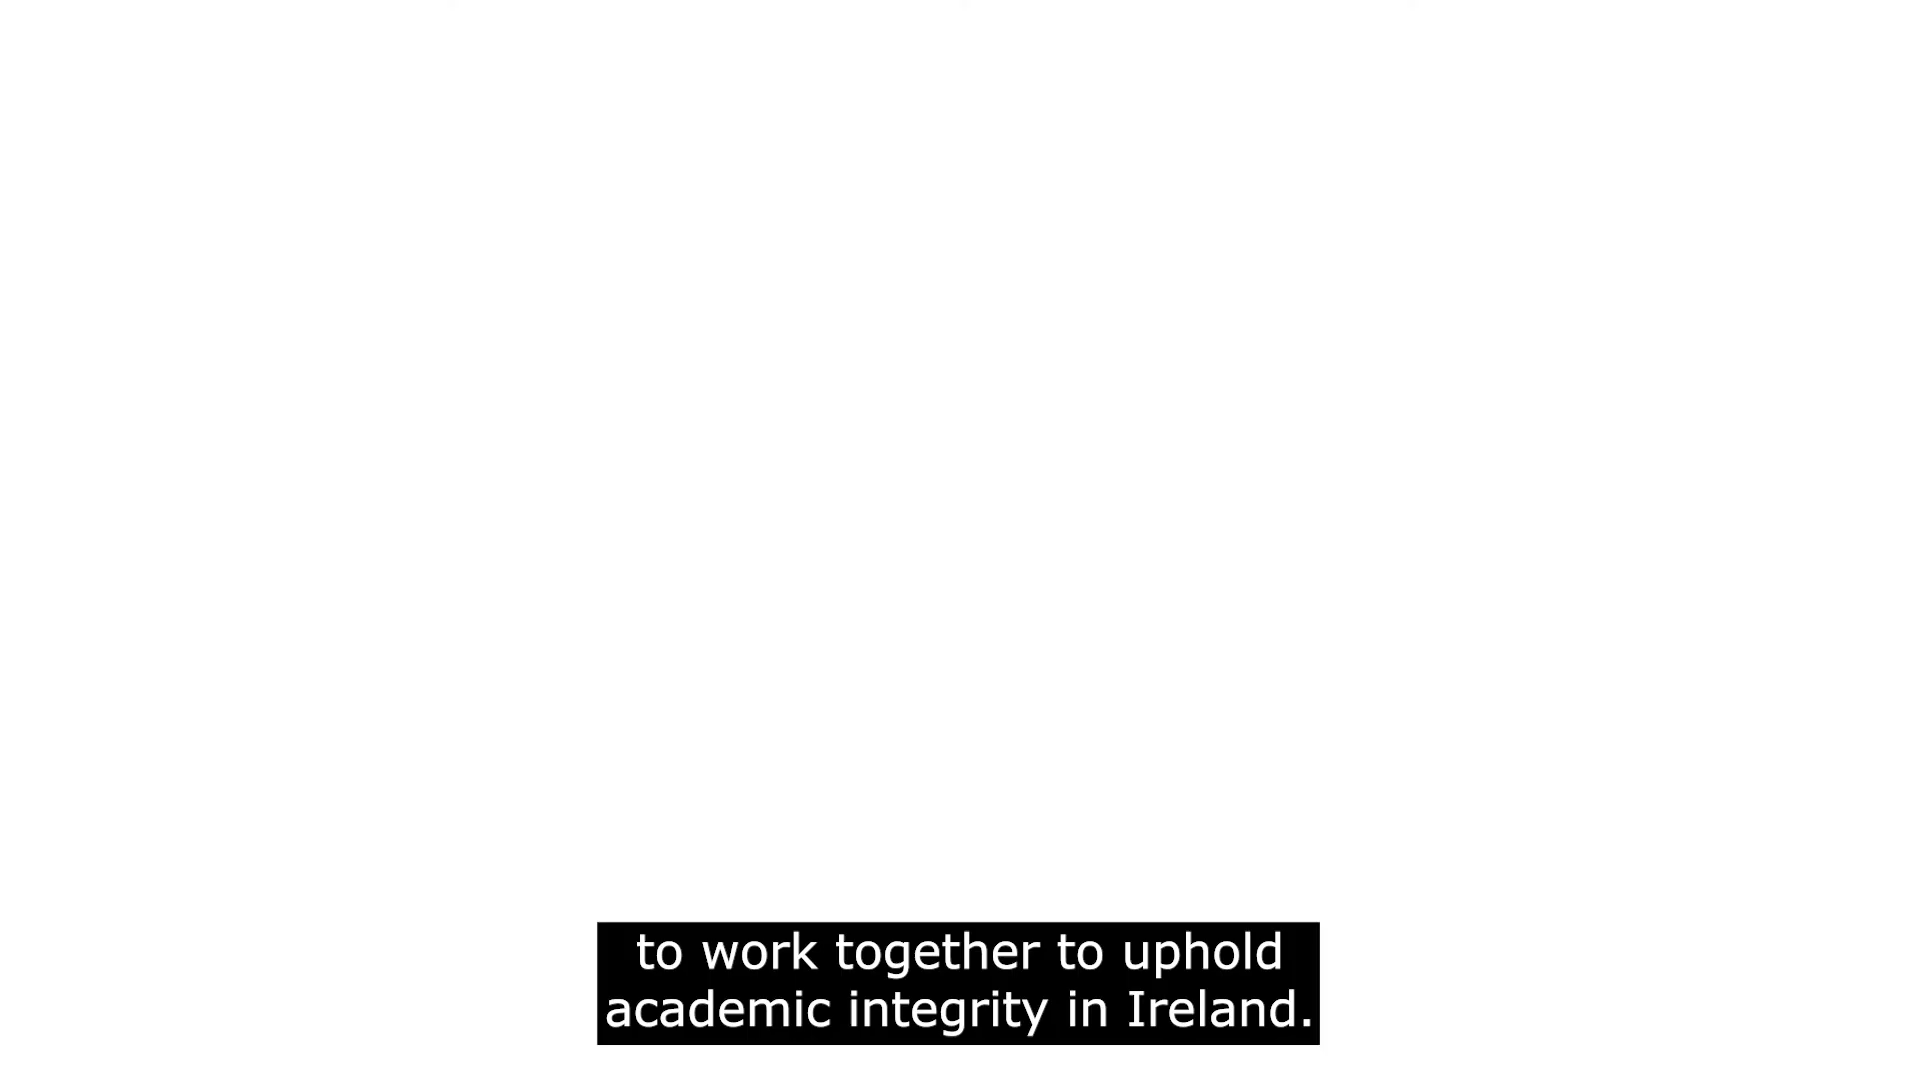 to work together to uphold
academic integrity in Ireland.